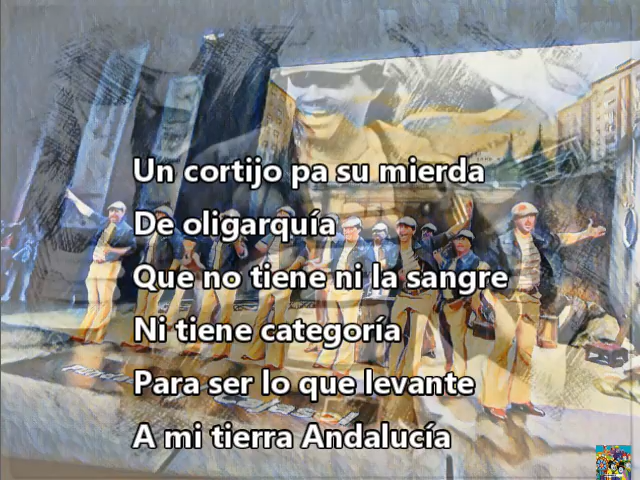 Un cortijo pa su mierda
De oligarquía
Que no tiene ni la sangre
Ni tiene categoría
Para ser lo que levante
A mi tierra Andalucía